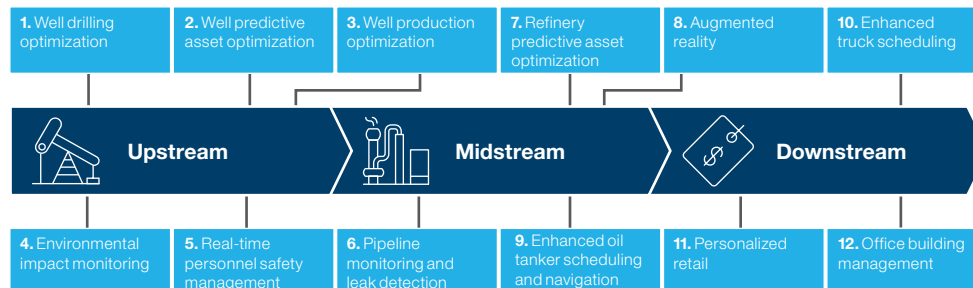 1. Well drilling
optimization
2. Well predictive
asset optimization
3. Well production
optimization
7. Refinery
predictive asset
optimization
8. Augmented
reality
10. Enhanced
truck scheduling
Upstream
Midstream
$
Downstream
4. Environmental
impact monitoring
5. Real-time
personnel safety
management
6. Pipeline
monitoring and
leak detection
9. Enhanced oil
tanker scheduling
and navigation
11. Personalized
retail
12. Office building
management